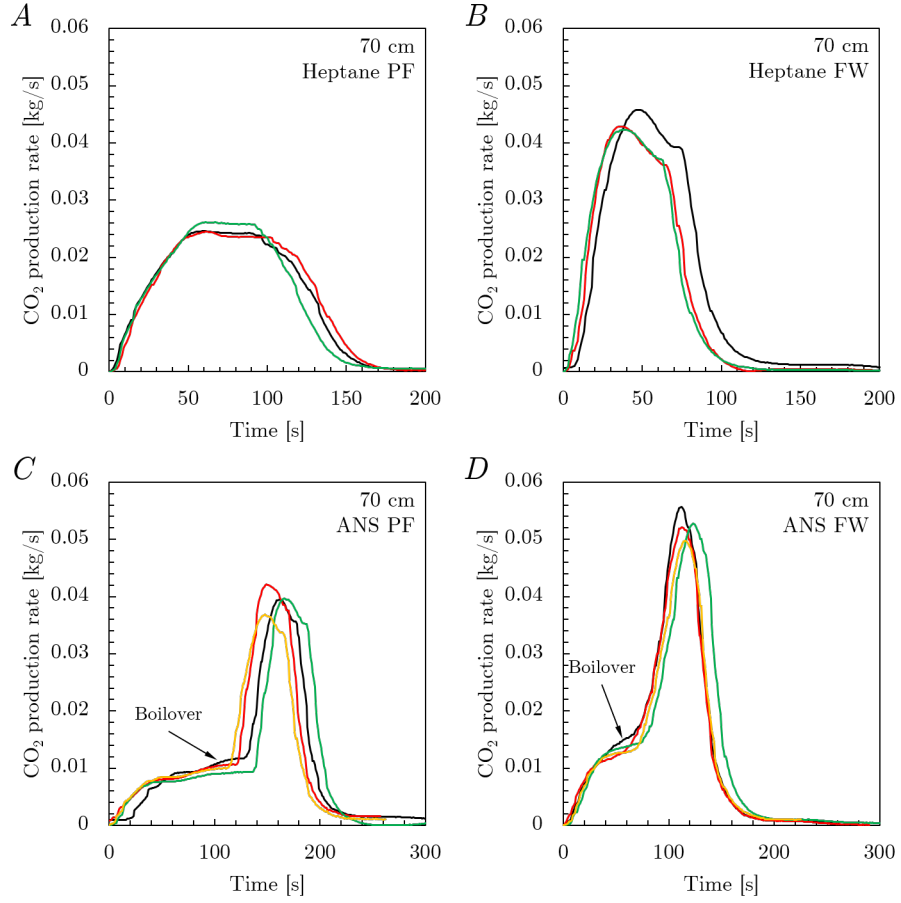 A
70 cm
Heptane PF
CO₂ production rate [kg/s]
0.06
0.05
0.04
0.03
0.02
0.01
0
0 50 100 150 200
Time [s]
B
70 cm
Heptane FW
CO₂ production rate [kg/s]
0.06
0.05
0.04
0.03
0.02
0.01
0
0 50 100 150 200
Time [s]
C
70 cm
ANS PF
Boilover
CO₂ production rate [kg/s]
0.06
0.05
0.04
0.03
0.02
0.01
0
0 100 200 300
Time [s]
D
70 cm
ANS FW
Boilover
CO₂ production rate [kg/s]
0.06
0.05
0.04
0.03
0.02
0.01
0
0 100 200 300
Time [s]